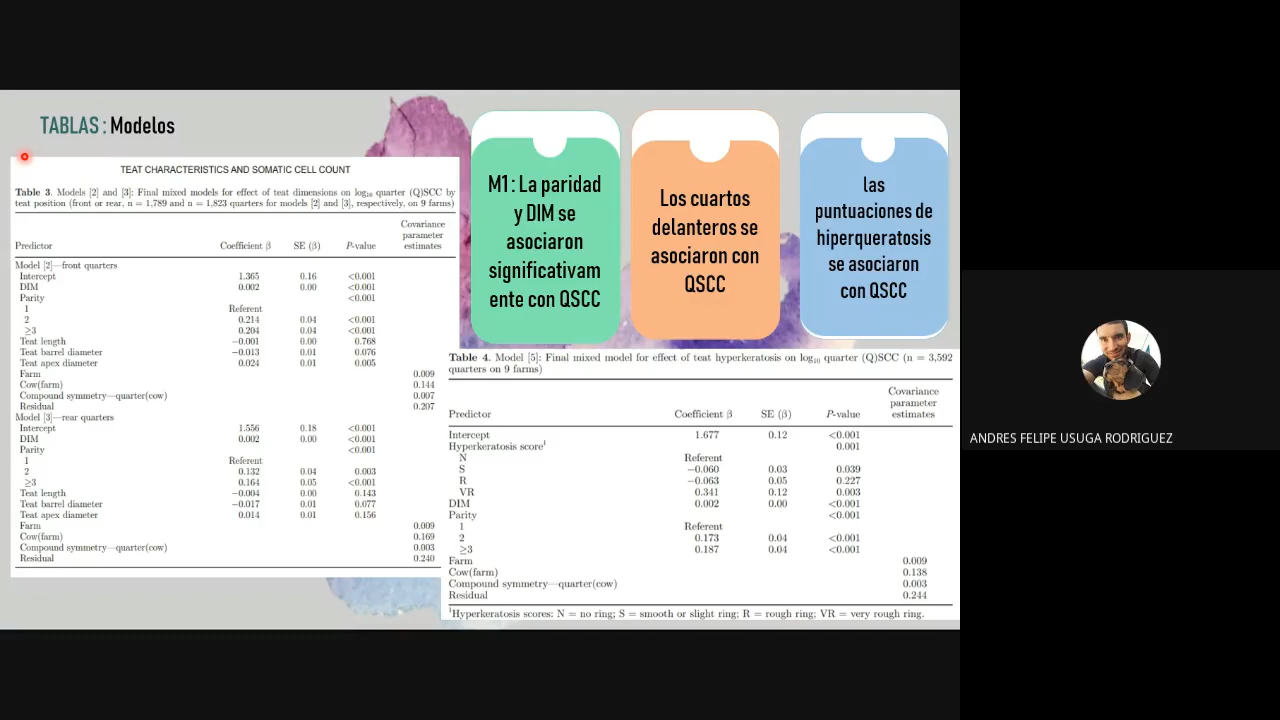 TABLAS : Modelos
TEAT CHARACTERISTICS AND SOMATIC CELL COUNT
Table 3. Models [2] and [3]: Final mixed models for effect of teat dimensions on log10 quarter (Q)SCC by
teat position (front or rear, n = 1,789 and n = 1,823 quarters for models [2] and [3], respectively, on 9 farms)
Predictor Coefficient β SE (β) P-value Covariance
parameter
estimates
Model [2]—front quarters
Intercept 1.365 0.16 <0.001
DIM 0.002 0.00 <0.001
Parity <0.001
1 Referent
2 0.214 0.04 <0.001
≥3 0.204 0.04 <0.001
Teat length −0.001 0.00 0.768
Teat barrel diameter −0.013 0.01 0.076
Teat apex diameter 0.024 0.01 0.005
Farm 0.009
Cow(farm) 0.144
Compound symmetry—quarter(cow) 0.007
Residual 0.207
Model [3]—rear quarters
Intercept 1.556 0.18 <0.001
DIM 0.002 0.00 <0.001
Parity <0.001
1 Referent
2 0.132 0.04 0.003
≥3 0.164 0.05 <0.001
Teat length −0.004 0.00 0.143
Teat barrel diameter −0.017 0.01 0.077
Teat apex diameter 0.014 0.01 0.156
Farm 0.009
Cow(farm) 0.169
Compound symmetry—quarter(cow) 0.003
Residual 0.240
M1: La paridad
y DIM se
asociaron
significativam
ente con QSCC
Los cuartos
delanteros se
asociaron con
QSCC
las
puntuaciones de
hiperqueratosis
se asociaron
con QSCC
Table 4. Model [5]: Final mixed model for effect of teat hyperkeratosis on log10 quarter (Q)SCC (n = 3,592
quarters on 9 farms)
Predictor Coefficient β SE (β) P-value Covariance
parameter
estimates
Intercept 1.677 0.12 <0.001
Hyperkeratosis score1 0.001
N Referent
S −0.060 0.03 0.039
R −0.063 0.05 0.227
VR 0.341 0.12 0.003
DIM 0.002 0.00 <0.001
Parity <0.001
1 Referent
2 0.173 0.04 <0.001
≥3 0.187 0.04 <0.001
Farm 0.009
Cow(farm) 0.138
Compound symmetry—quarter(cow) 0.003
Residual 0.244
1Hyperkeratosis scores: N = no ring; S = smooth or slight ring; R = rough ring; VR = very rough ring.
ANDRES FELIPE USUGA RODRIGUEZ